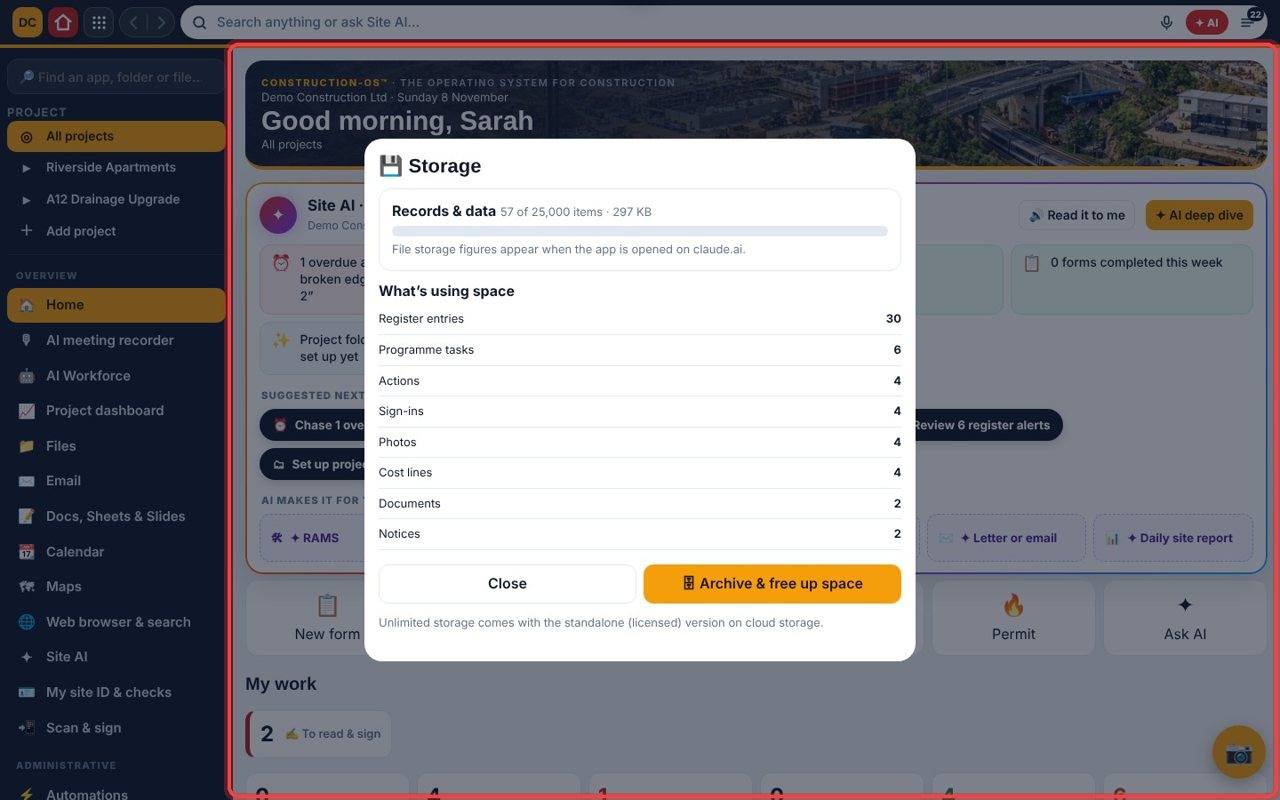 DC
Search anything or ask Site AI...
✦ AI
22
Find an app, folder or file...
PROJECT
All projects
Riverside Apartments
A12 Drainage Upgrade
Add project
OVERVIEW
Home
AI meeting recorder
AI Workforce
Project dashboard
Files
Email
Docs, Sheets & Slides
Calendar
Maps
Web browser & search
Site AI
My site ID & checks
Scan & sign
ADMINISTRATIVE
Automations
CONSTRUCTION-OS™ · THE OPERATING SYSTEM FOR CONSTRUCTION
Demo Construction Ltd · Sunday 8 November
Good morning, Sarah
All projects
Site AI ·
Read it to me
✦ AI deep dive
1 overdue
broken
2”
0 forms completed this week
Project
set up yet
SUGGESTED NEXT
Chase 1
Review 6 register alerts
Set up
AI MAKES IT FOR
✦ RAMS
✦ Letter or email
✦ Daily site report
New form
Permit
Ask AI
My work
2 To read & sign
Storage
Records & data 57 of 25,000 items · 297 KB
File storage figures appear when the app is opened on claude.ai.
What’s using space
Register entries 30
Programme tasks 6
Actions 4
Sign-ins 4
Photos 4
Cost lines 4
Documents 2
Notices 2
Close
Archive & free up space
Unlimited storage comes with the standalone (licensed) version on cloud storage.